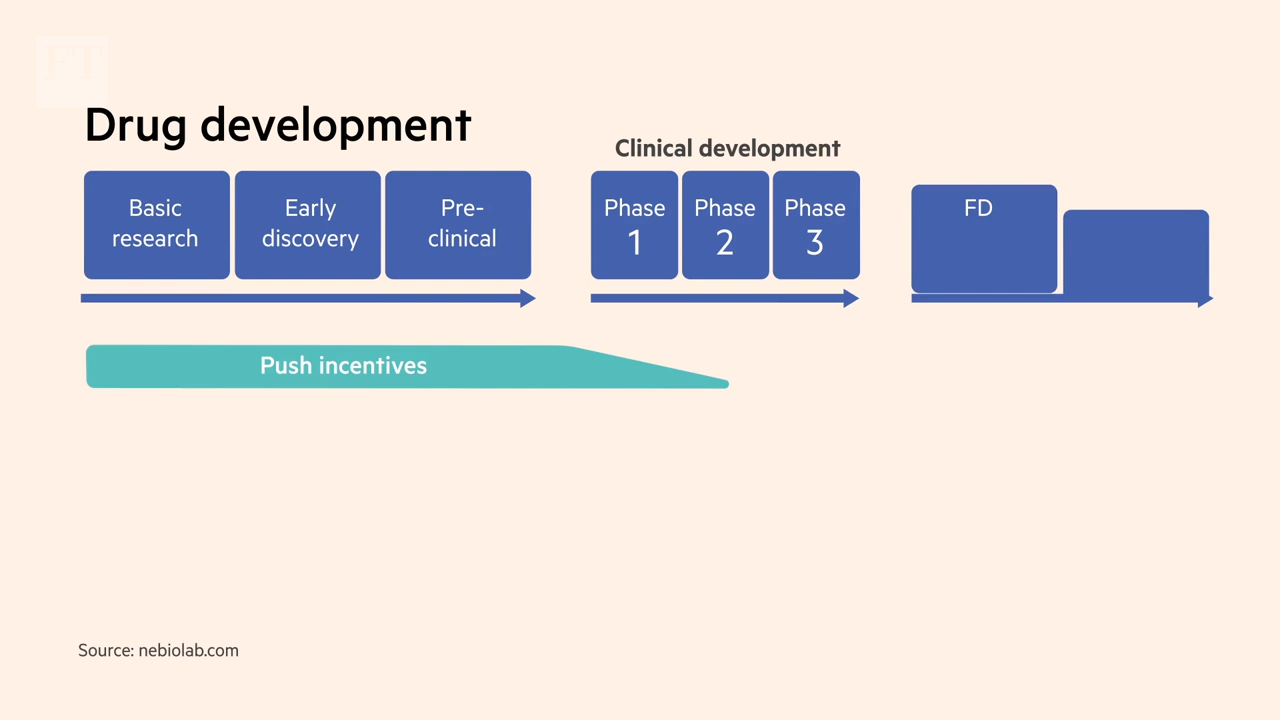 FT
Drug development
Clinical development
Basic
research
Early
discovery
Pre-
clinical
Phase
1
Phase
2
Phase
3
FD
Push incentives
Source: nebiolab.com